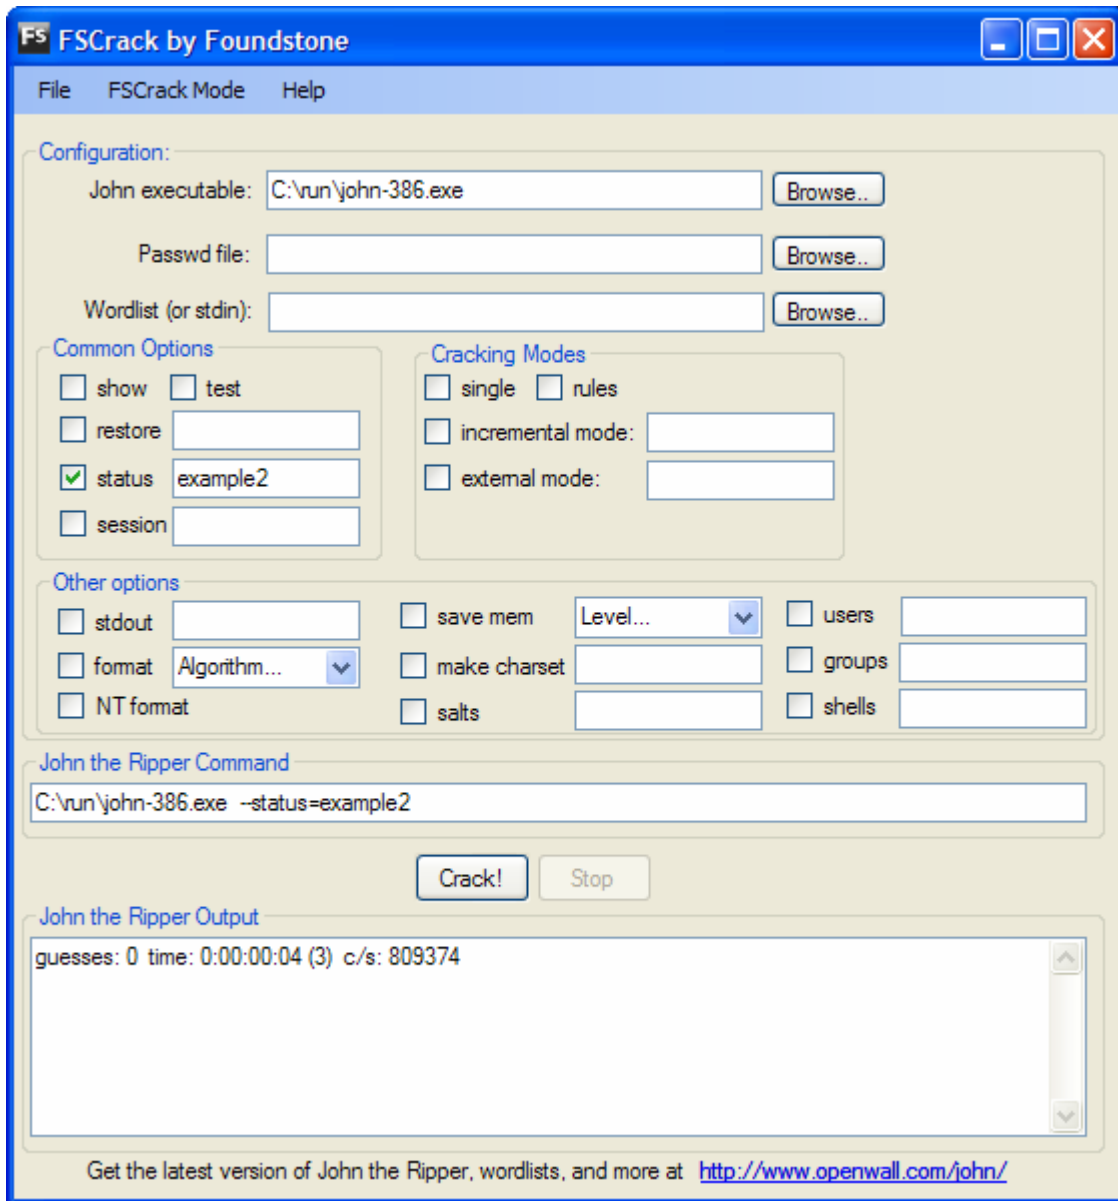 FS FSCrack by Foundstone
File FSCrack Mode Help
Configuration:
John executable: C:\run\john-386.exe Browse..
Passwd file: Browse..
Wordlist (or stdin): Browse..
Common Options
show test
restore
status example2
session
Cracking Modes
single rules
incremental mode:
external mode:
Other options
stdout
format Algorithm...
NT format
save mem Level...
make charset
salts
users
groups
shells
John the Ripper Command
C:\run\john-386.exe --status=example2
Crack! Stop
John the Ripper Output
guesses: 0 time: 0:00:00:04 (3) c/s: 809374
Get the latest version of John the Ripper, wordlists, and more at http://www.openwall.com/john/